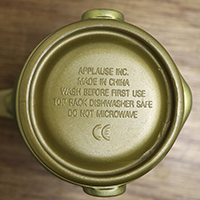 APPLAUSE INC.
MADE IN CHINA
WASH BEFORE FIRST USE
TOP RACK DISHWASHER SAFE
DO NOT MICROWAVE
CE